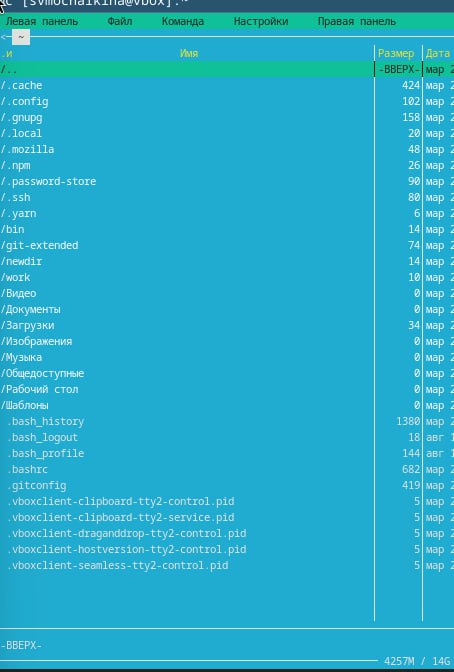 mc [svmochalkina@vbox]:~
Левая панель Файл Команда Настройки Правая панель
<— ~
.и Имя Размер Дата
/.. -ВВЕРХ- мар 2
/.cache 424 мар 2
/.config 102 мар 2
/.gnupg 158 мар 2
/.local 20 мар 2
/.mozilla 48 мар 2
/.npm 26 мар 2
/.password-store 90 мар 2
/.ssh 80 мар 2
/.yarn 6 мар 2
/bin 14 мар 2
/git-extended 74 мар 2
/newdir 14 мар 2
/work 10 мар 2
/Видео 0 мар 2
/Документы 0 мар 2
/Загрузки 34 мар 2
/Изображения 0 мар 2
/Музыка 0 мар 2
/Общедоступные 0 мар 2
/Рабочий стол 0 мар 2
/Шаблоны 0 мар 2
.bash_history 1380 мар 2
.bash_logout 18 авг 1
.bash_profile 144 авг 1
.bashrc 682 мар 2
.gitconfig 419 мар 2
.vboxclient-clipboard-tty2-control.pid 5 мар 2
.vboxclient-clipboard-tty2-service.pid 5 мар 2
.vboxclient-draganddrop-tty2-control.pid 5 мар 2
.vboxclient-hostversion-tty2-control.pid 5 мар 2
.vboxclient-seamless-tty2-control.pid 5 мар 2
-ВВЕРХ-
4257M / 14G